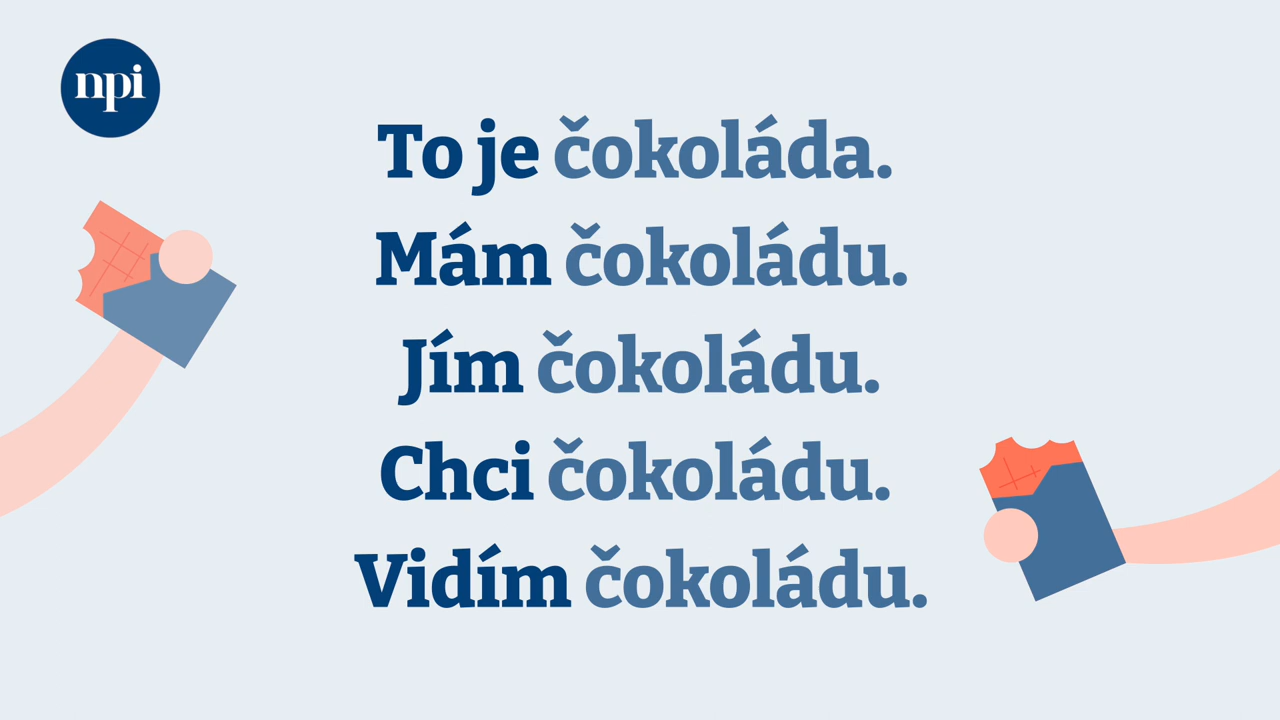 npi
To je čokoláda.
Mám čokoládu.
Jím čokoládu.
Chci čokoládu.
Vidím čokoládu.